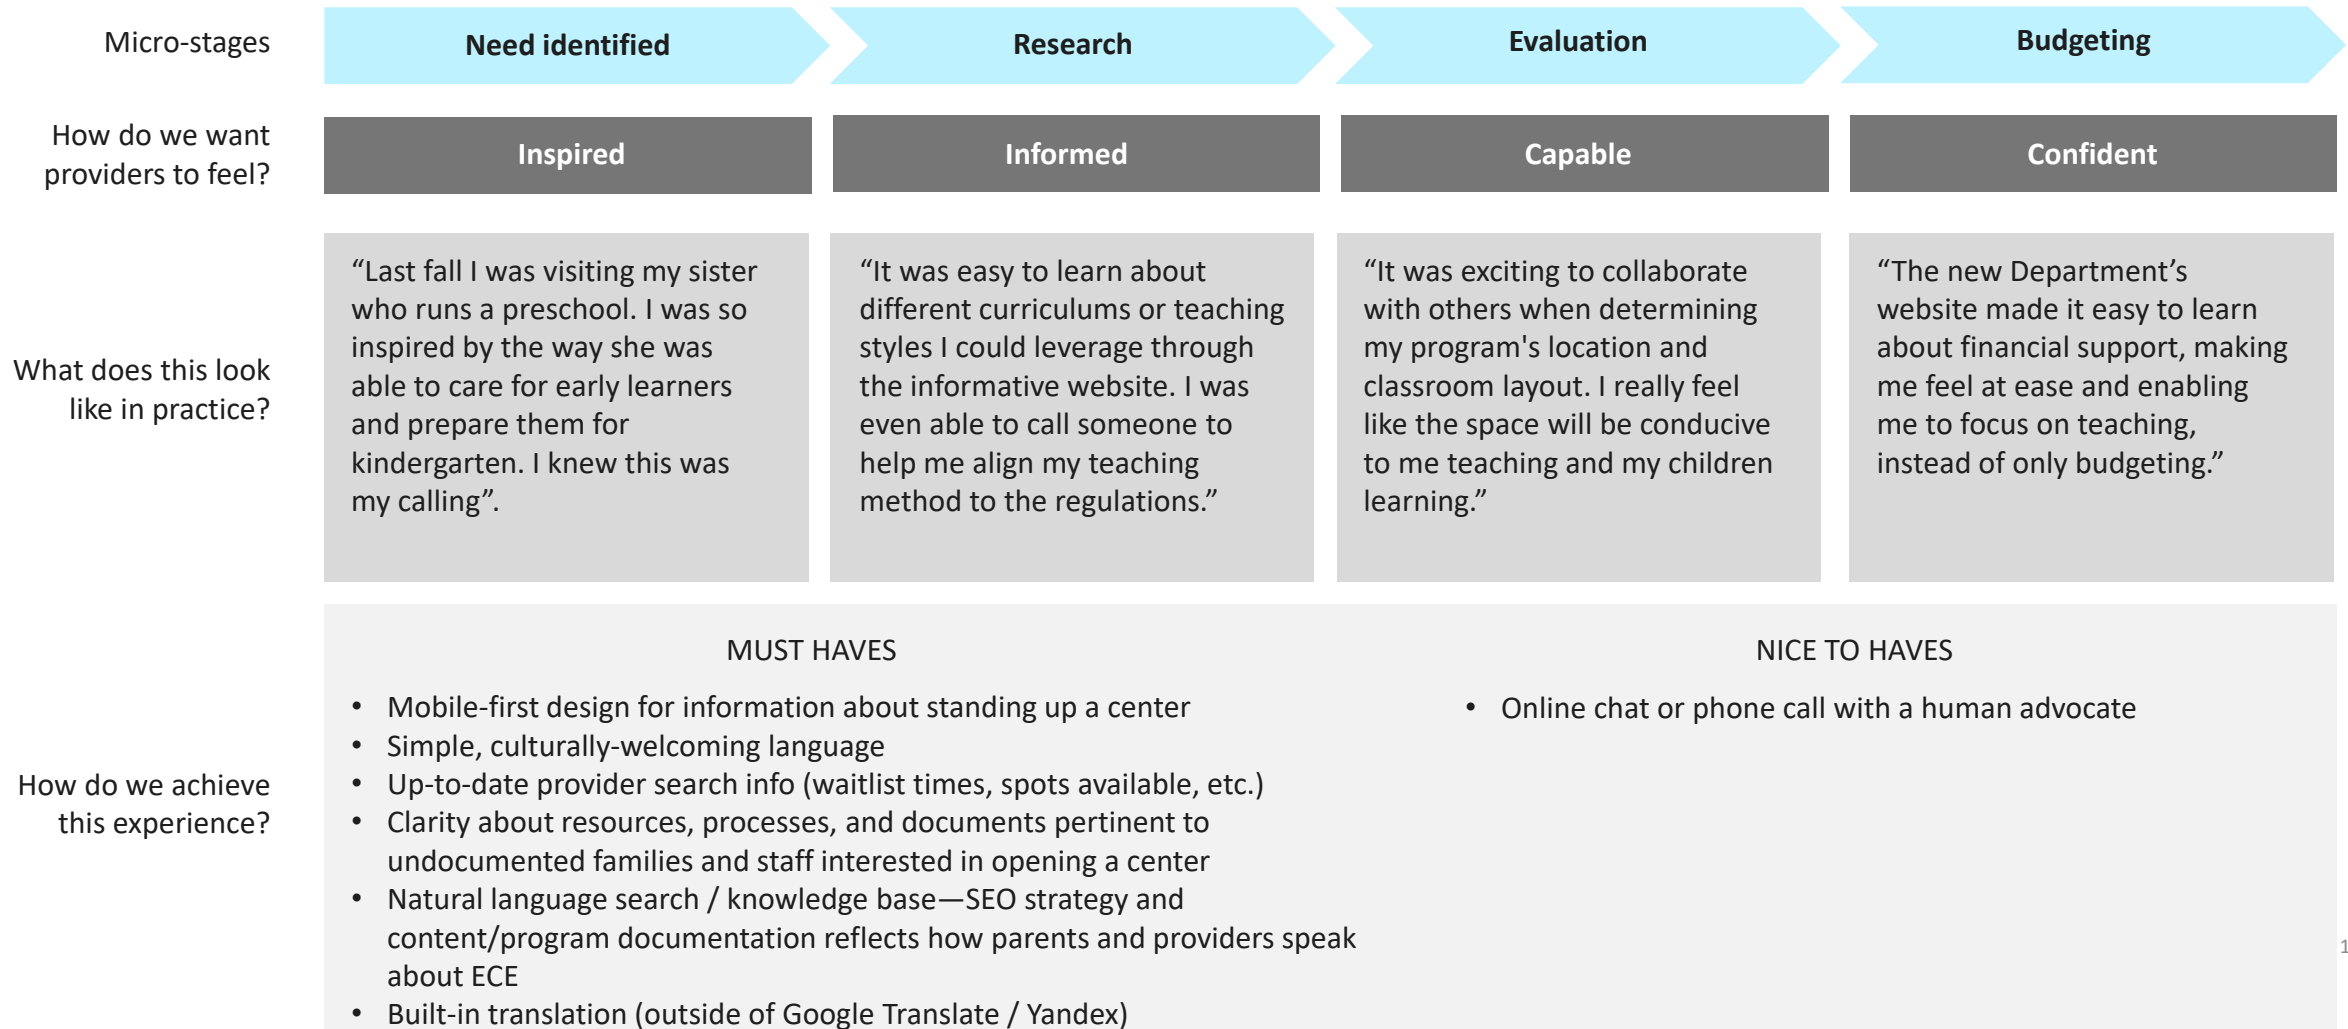 Micro-stages
Need identified
Research
Evaluation
Budgeting
How do we want
providers to feel?
Inspired
Informed
Capable
Confident
What does this look
like in practice?
“Last fall I was visiting my sister
who runs a preschool. I was so
inspired by the way she was
able to care for early learners
and prepare them for
kindergarten. I knew this was
my calling”.
“It was easy to learn about
different curriculums or teaching
styles I could leverage through
the informative website. I was
even able to call someone to
help me align my teaching
method to the regulations.”
“It was exciting to collaborate
with others when determining
my program's location and
classroom layout. I really feel
like the space will be conducive
to me teaching and my children
learning.”
“The new Department’s
website made it easy to learn
about financial support, making
me feel at ease and enabling
me to focus on teaching,
instead of only budgeting.”
How do we achieve
this experience?
MUST HAVES
• Mobile-first design for information about standing up a center
• Simple, culturally-welcoming language
• Up-to-date provider search info (waitlist times, spots available, etc.)
• Clarity about resources, processes, and documents pertinent to
undocumented families and staff interested in opening a center
• Natural language search / knowledge base—SEO strategy and
content/program documentation reflects how parents and providers speak
about ECE
• Built-in translation (outside of Google Translate / Yandex)
NICE TO HAVES
• Online chat or phone call with a human advocate
1